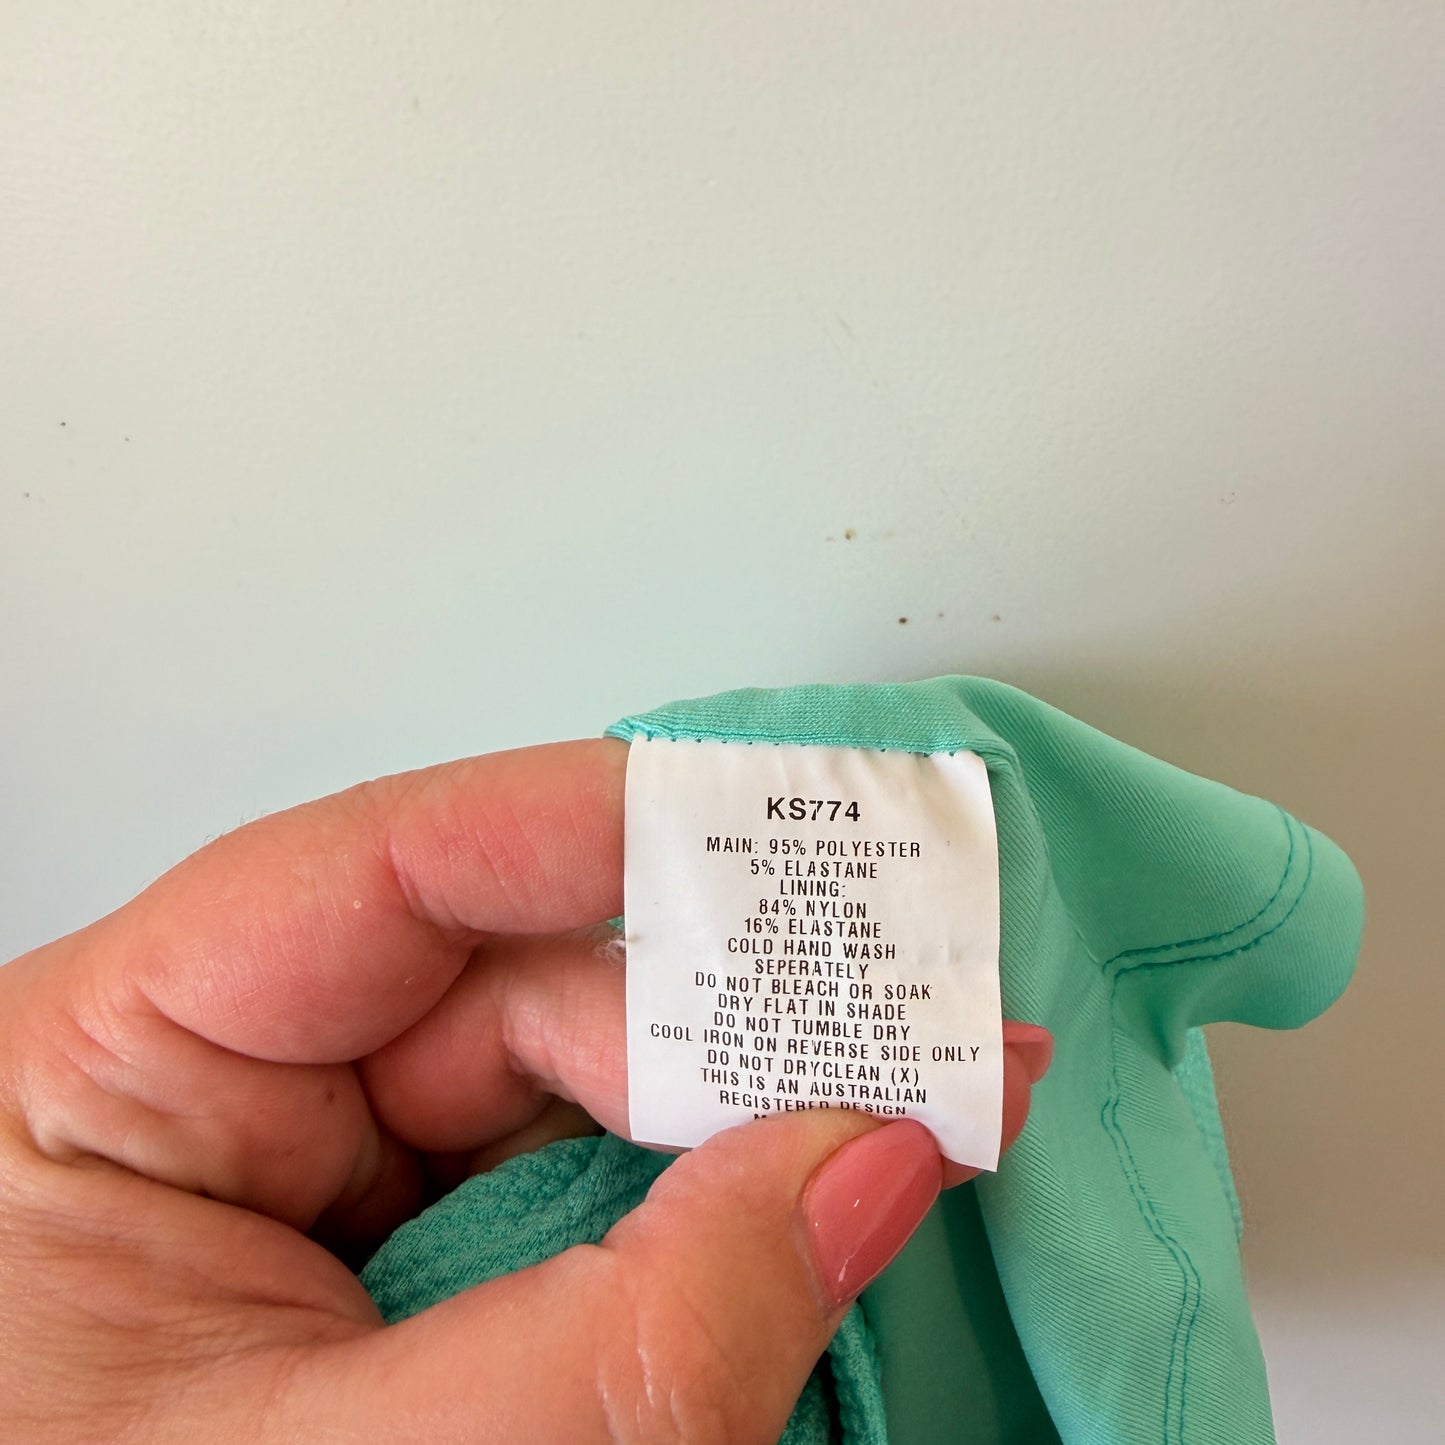 KS774
MAIN: 95% POLYESTER
5% ELASTANE
LINING:
84% NYLON
16% ELASTANE
COLD HAND WASH
SEPERATELY
DO NOT BLEACH OR SOAK
DRY FLAT IN SHADE
DO NOT TUMBLE DRY
COOL IRON ON REVERSE SIDE ONLY
DO NOT DRYCLEAN (X)
THIS IS AN AUSTRALIAN
REGISTERED DESIGN